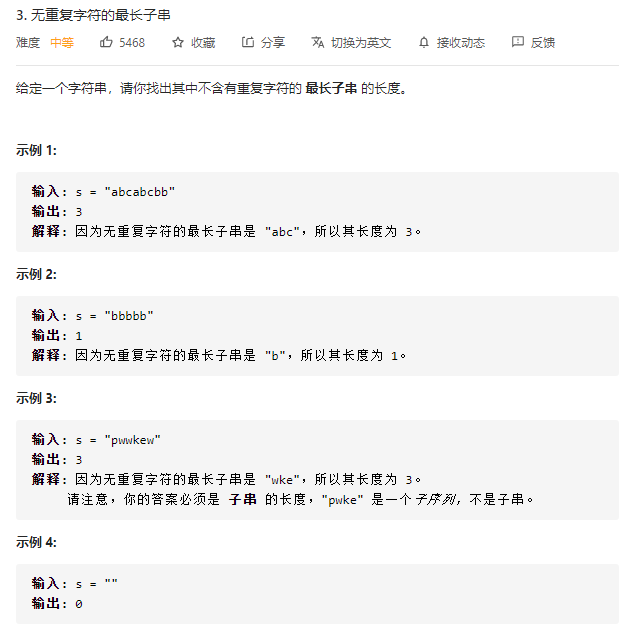 3. 无重复字符的最长子串
难度 中等 5468 收藏 分享 切换为英文 接收动态 反馈
给定一个字符串，请你找出其中不含有重复字符的 最长子串 的长度。
示例 1:
输入: s = "abcabcbb"
输出: 3
解释: 因为无重复字符的最长子串是 "abc"，所以其长度为 3。
示例 2:
输入: s = "bbbbb"
输出: 1
解释: 因为无重复字符的最长子串是 "b"，所以其长度为 1。
示例 3:
输入: s = "pwwkew"
输出: 3
解释: 因为无重复字符的最长子串是 "wke"，所以其长度为 3。
请注意，你的答案必须是 子串 的长度，"pwke" 是一个子序列，不是子串。
示例 4:
输入: s = ""
输出: 0